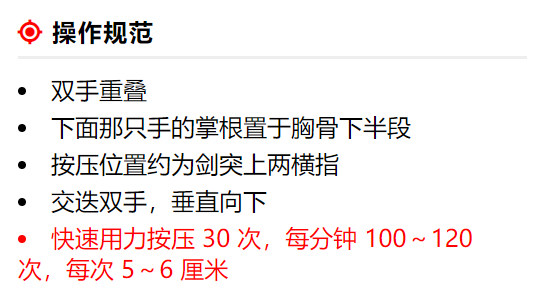 操作规范
• 双手重叠
• 下面那只手的掌根置于胸骨下半段
• 按压位置约为剑突上两横指
• 交迭双手，垂直向下
• 快速用力按压 30 次，每分钟 100～120
次，每次 5～6 厘米